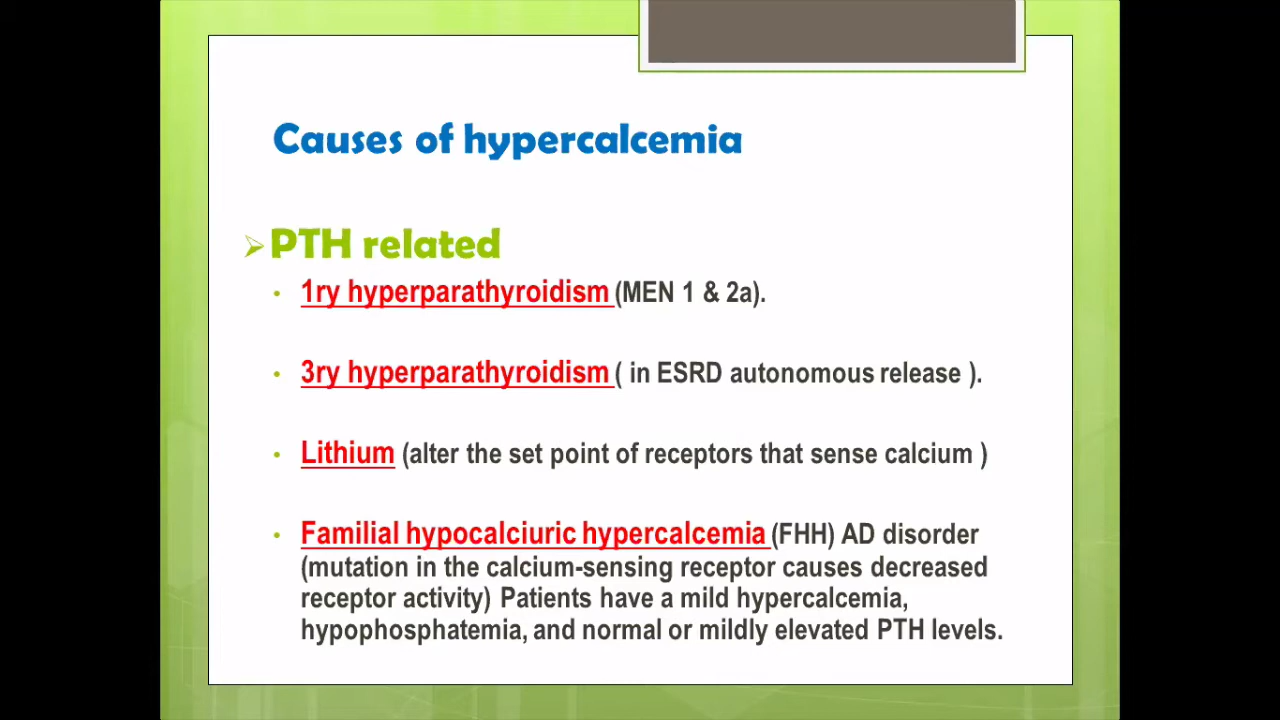 Causes of hypercalcemia
➢PTH related
• 1ry hyperparathyroidism (MEN 1 & 2a).
• 3ry hyperparathyroidism ( in ESRD autonomous release ).
• Lithium (alter the set point of receptors that sense calcium )
• Familial hypocalciuric hypercalcemia (FHH) AD disorder
(mutation in the calcium-sensing receptor causes decreased
receptor activity) Patients have a mild hypercalcemia,
hypophosphatemia, and normal or mildly elevated PTH levels.